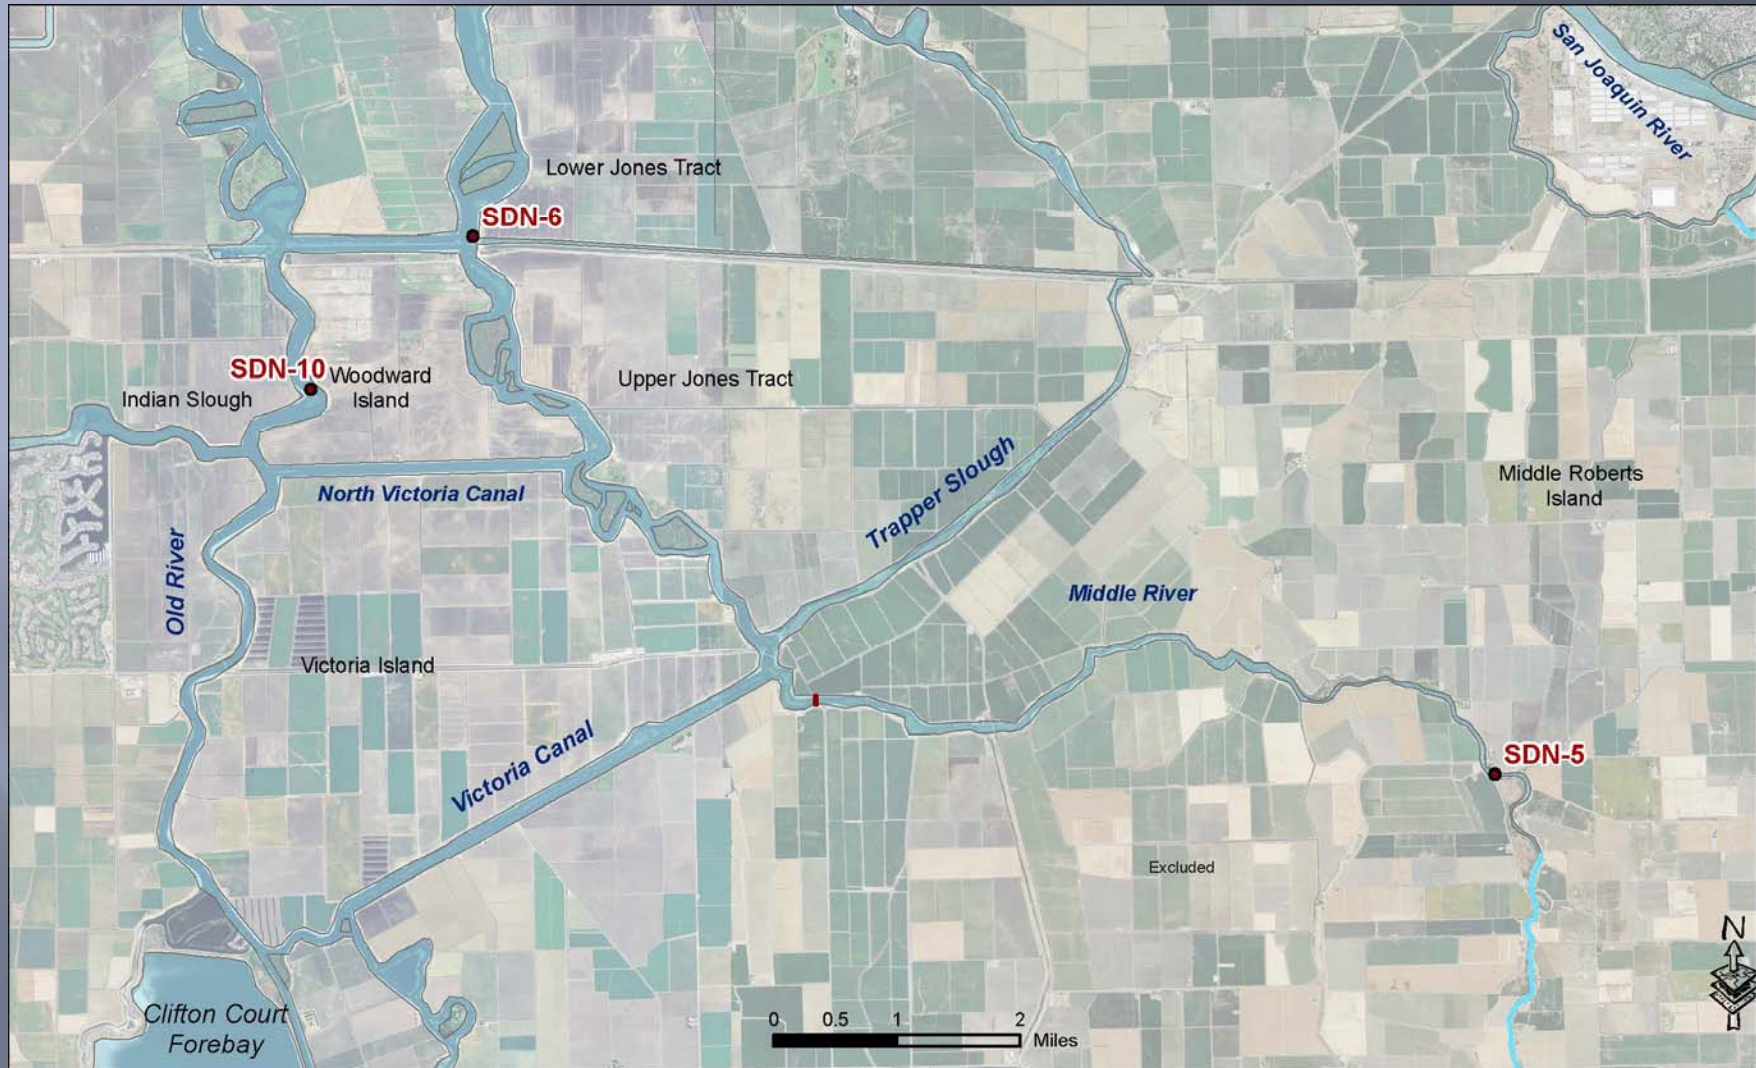 San Joaquin River
Lower Jones Tract
SDN-6
SDN-10
Woodward
Island
Indian Slough
Upper Jones Tract
North Victoria Canal
Trapper Slough
Middle Roberts
Island
Old River
Middle River
Victoria Island
Victoria Canal
SDN-5
Excluded
N
Clifton Court
Forebay
0 0.5 1 2
Miles